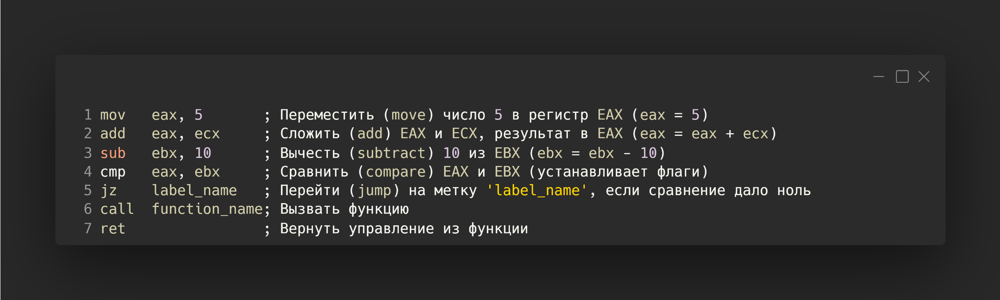 1 mov   eax, 5       ; Переместить (move) число 5 в регистр EAX (eax = 5)
2 add   eax, ecx     ; Сложить (add) EAX и ECX, результат в EAX (eax = eax + ecx)
3 sub   ebx, 10      ; Вычесть (subtract) 10 из EBX (ebx = ebx - 10)
4 cmp   eax, ebx     ; Сравнить (compare) EAX и EBX (устанавливает флаги)
5 jz    label_name   ; Перейти (jump) на метку 'label_name', если сравнение дало ноль
6 call  function_name; Вызвать функцию
7 ret                ; Вернуть управление из функции